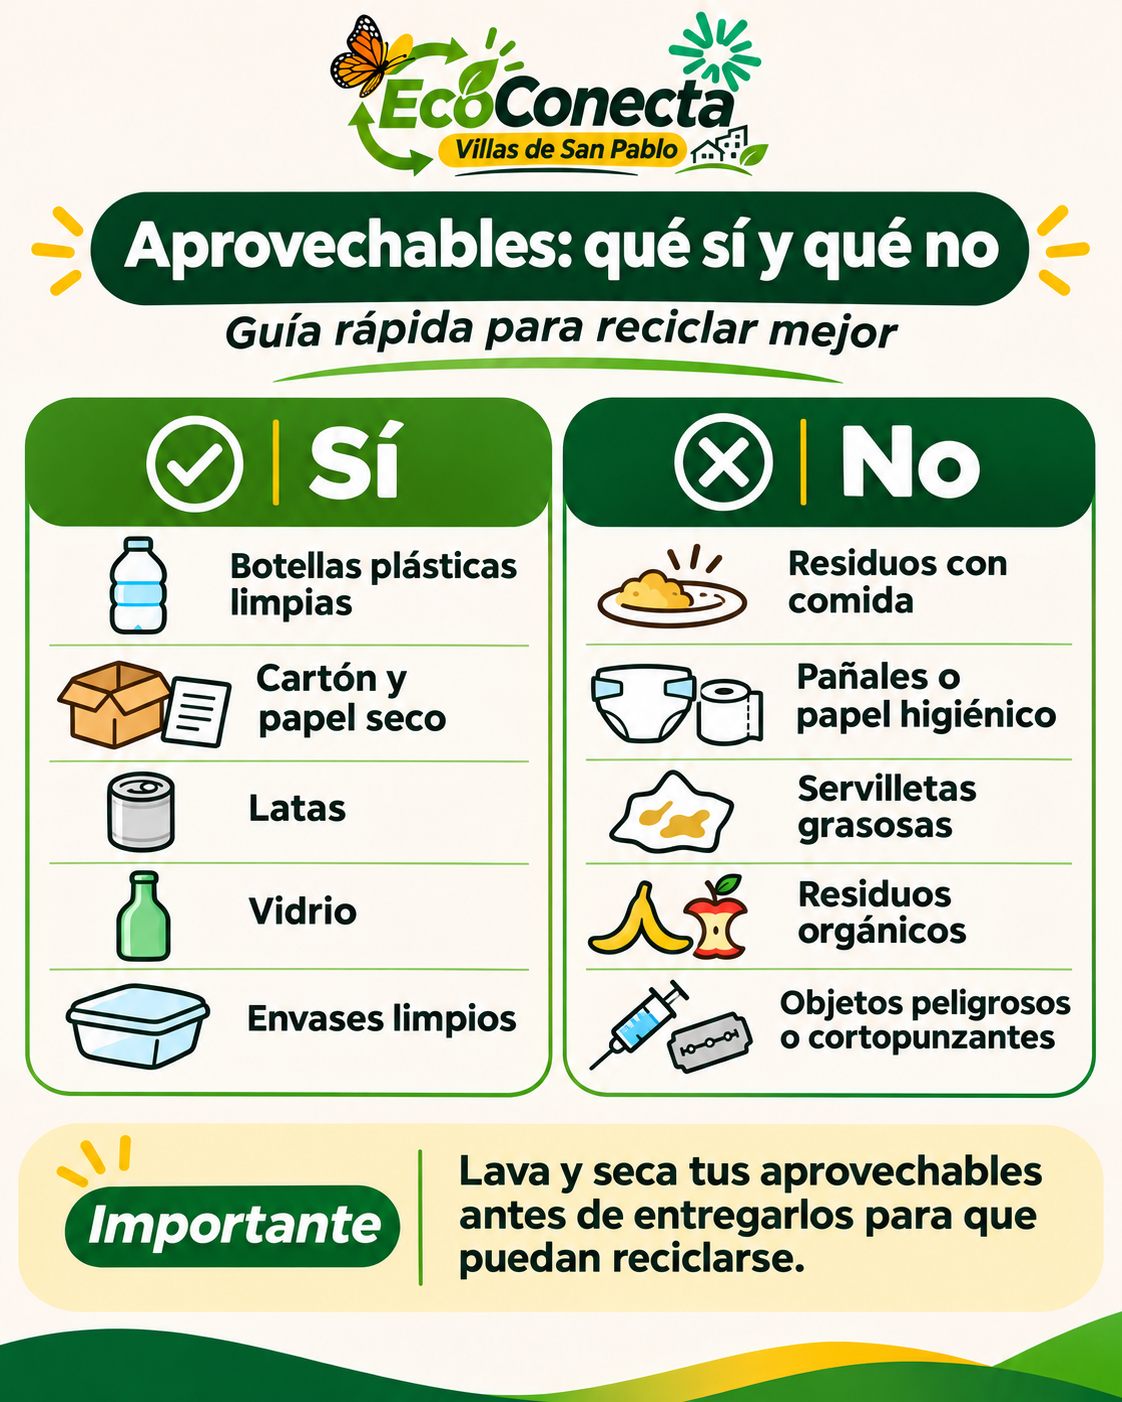 EcoConecta
Villas de San Pablo
Aprovechables: qué sí y qué no
Guía rápida para reciclar mejor
Sí
Botellas plásticas
limpias
Cartón y
papel seco
Latas
Vidrio
Envases limpios
No
Residuos con
comida
Pañales o
papel higiénico
Servilletas
grasosas
Residuos
orgánicos
Objetos peligrosos
o cortopunzantes
Importante
Lava y seca tus aprovechables
antes de entregarlos para que
puedan reciclarse.